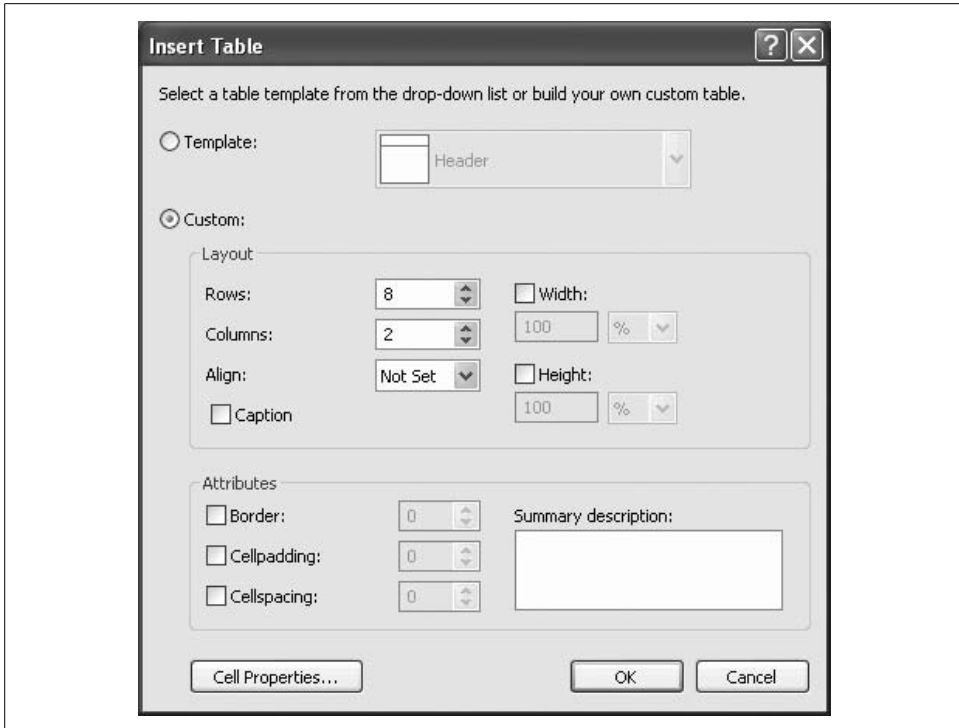 Insert Table
Select a table template from the drop-down list or build your own custom table.
Template:
Header
Custom:
Layout
Rows:
8
Width:
100
%
Columns:
2
Align:
Not Set
Height:
100
%
Caption
Attributes
Border:
0
Summary description:
Cellpadding:
0
Cellspacing:
0
Cell Properties...
OK
Cancel